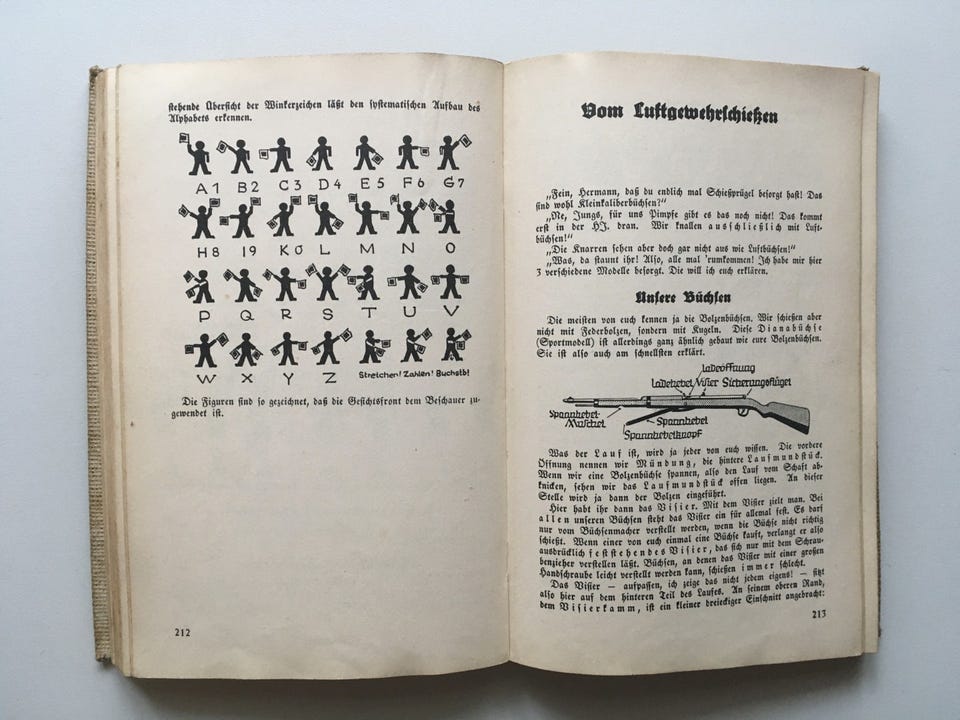 stehende Übersicht der Winkerzeichen läßt den systematischen Aufbau des
Alphabets erkennen.
A1 B2 C3 D4 E5 F6 G7
H8 I9 K0 L M N O
P Q R S T U V
W X Y Z Streichen! Zahlen! Buchstb!
Die Figuren sind so gezeichnet, daß die Gesichtsfront dem Beschauer zu-
gewendet ist.
212
Vom Luftgewehrschießen
„Fein, Hermann, daß du endlich mal Schießprügel besorgt hast! Das
sind wohl Kleinkaliberbüchsen?“
„Ne, Jungs, für uns Pimpfe gibt es das noch nicht! Das kommt
erst in der HJ. dran. Wir knallen ausschließlich mit Luft-
büchsen!“
„Die Knarren sehen aber doch gar nicht aus wie Luftbüchsen!“
„Was, da staunt ihr! Also, alle mal 'rumkommen! Ich habe mir hier
3 verschiedene Modelle besorgt. Die will ich euch erklären.
Unsere Büchsen
Die meisten von euch kennen ja die Bolzenbüchsen. Wir schießen aber
nicht mit Federbolzen, sondern mit Kugeln. Diese Dianabüchse
(Sportmodell) ist allerdings ganz ähnlich gebaut wie eure Bolzenbüchsen.
Sie ist also auch am schnellsten erklärt.
Ladeöffnung
Ladehebel Visier Sicherungsflügel
Spannhebel-
Muschel
Spannhebel
Spannhebelknopf
Was der Lauf ist, wird ja jeder von euch wissen. Die vordere
Öffnung nennen wir Mündung, die hintere Laufmundstück.
Wenn wir eine Bolzenbüchse spannen, also den Lauf vom Schaft ab-
knicken, sehen wir das Laufmundstück offen liegen. An dieser
Stelle wird ja dann der Bolzen eingeführt.
Hier habt ihr dann das Visier. Mit dem Visier zielt man. Bei
allen unseren Büchsen steht das Visier ein für allemal fest. Es darf
nur vom Büchsenmacher verstellt werden, wenn die Büchse nicht richtig
schießt. Wenn einer von euch einmal eine Büchse kauft, verlangt er also
ausdrücklich feststehendes Visier, das sich nur mit dem Schrau-
benzieher verstellen läßt. Büchsen, an denen das Visier mit einer großen
Handschraube leicht verstellt werden kann, schießen immer schlecht.
Das Visier — aufpassen, ich zeige das nicht jedem eigens! — sitzt
also hier auf dem hinteren Teil des Laufes. An seinem oberen Rand,
dem Visierkamm, ist ein kleiner dreieckiger Einschnitt angebracht:
213